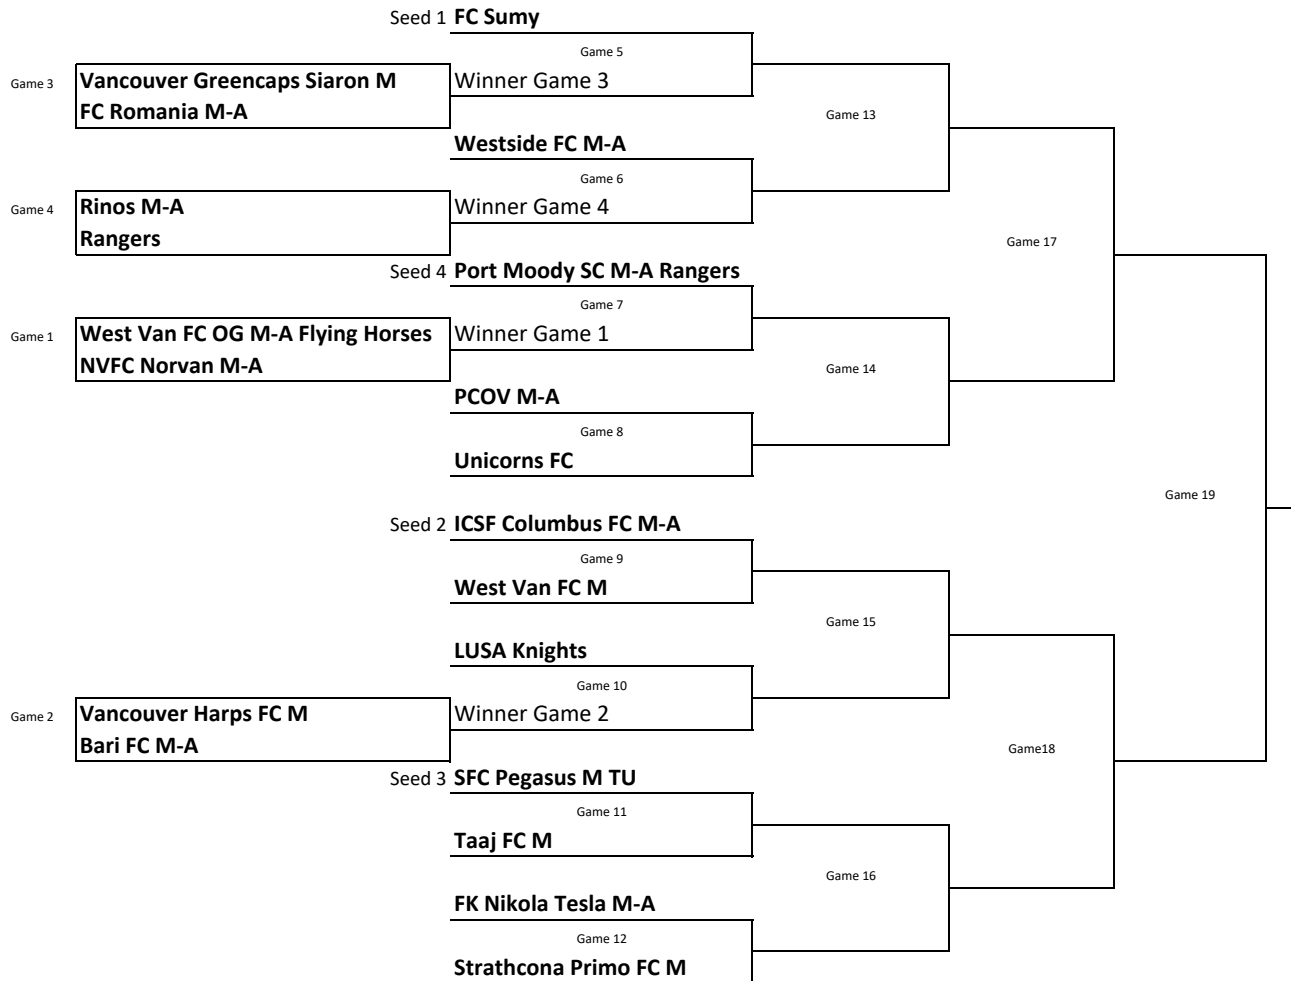 Seed 1 FC Sumy
Game 5
Game 3 Vancouver Greencaps Siaron M Winner Game 3
FC Romania M-A
Game 13
Westside FC M-A
Game 6
Game 4 Rinos M-A Winner Game 4
Rangers
Game 17
Seed 4 Port Moody SC M-A Rangers
Game 7
Game 1 West Van FC OG M-A Flying Horses Winner Game 1
NVFC Norvan M-A
Game 14
PCOV M-A
Game 8
Unicorns FC
Game 19
Seed 2 ICSF Columbus FC M-A
Game 9
West Van FC M
Game 15
LUSA Knights
Game 10
Game 2 Vancouver Harps FC M Winner Game 2
Bari FC M-A
Game18
Seed 3 SFC Pegasus M TU
Game 11
Taaj FC M
Game 16
FK Nikola Tesla M-A
Game 12
Strathcona Primo FC M